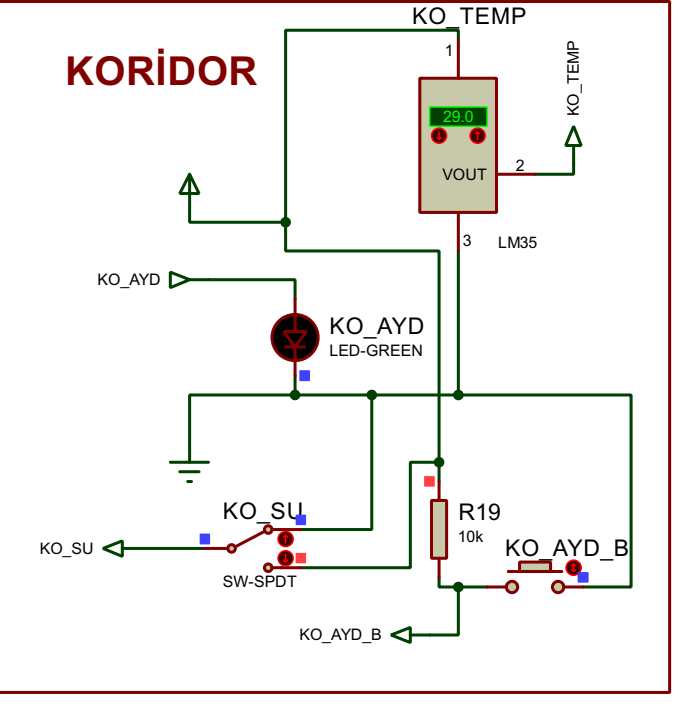 KO_TEMP
KORİDOR
1
KO_TEMP
29.0
VOUT
2
3
LM35
KO_AYD
KO_AYD
LED-GREEN
KO_SU
R19
10k
KO_AYD_B
KO_SU
SW-SPDT
KO_AYD_B